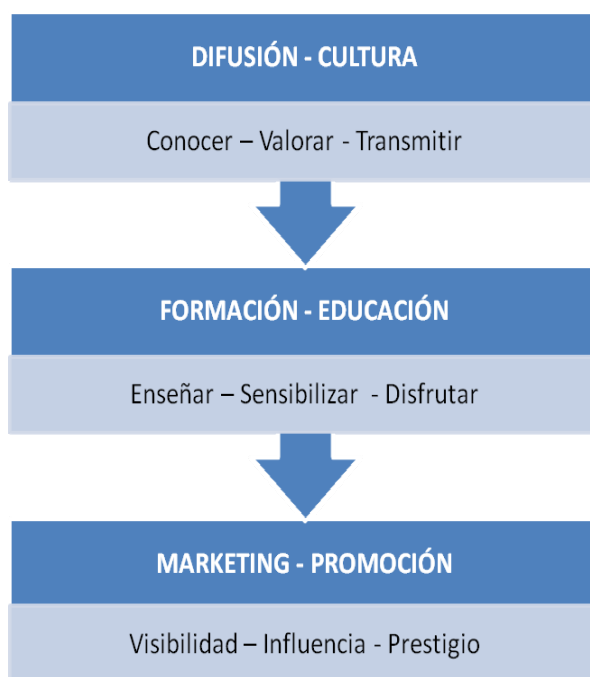 DIFUSIÓN - CULTURA
Conocer – Valorar - Transmitir
FORMACIÓN - EDUCACIÓN
Enseñar – Sensibilizar - Disfrutar
MARKETING - PROMOCIÓN
Visibilidad – Influencia - Prestigio